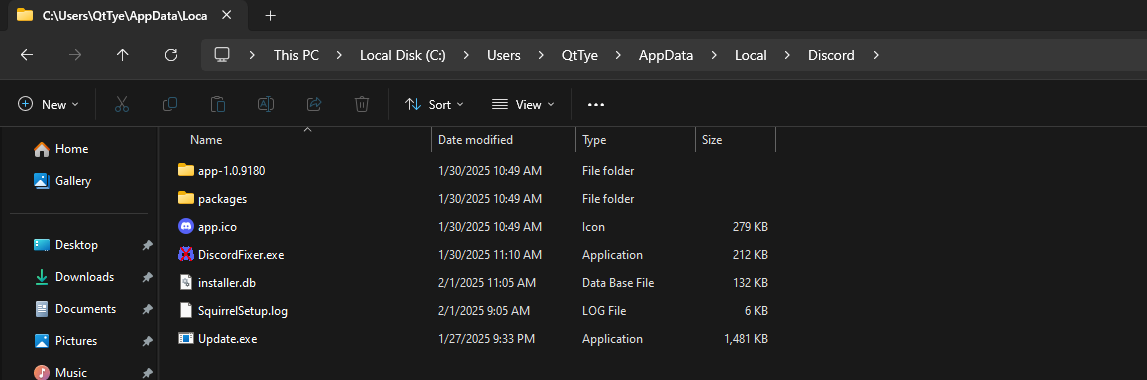 C:\Users\QtTye\AppData\Loca
This PC > Local Disk (C:) > Users > QtTye > AppData > Local > Discord >
New Sort View ...
Name Date modified Type Size
Home
Gallery
Desktop
Downloads
Documents
Pictures
Music
app-1.0.9180 1/30/2025 10:49 AM File folder
packages 1/30/2025 10:49 AM File folder
app.ico 1/30/2025 10:49 AM Icon 279 KB
DiscordFixer.exe 1/30/2025 11:10 AM Application 212 KB
installer.db 2/1/2025 11:05 AM Data Base File 132 KB
SquirrelSetup.log 2/1/2025 9:05 AM LOG File 6 KB
Update.exe 1/27/2025 9:33 PM Application 1,481 KB